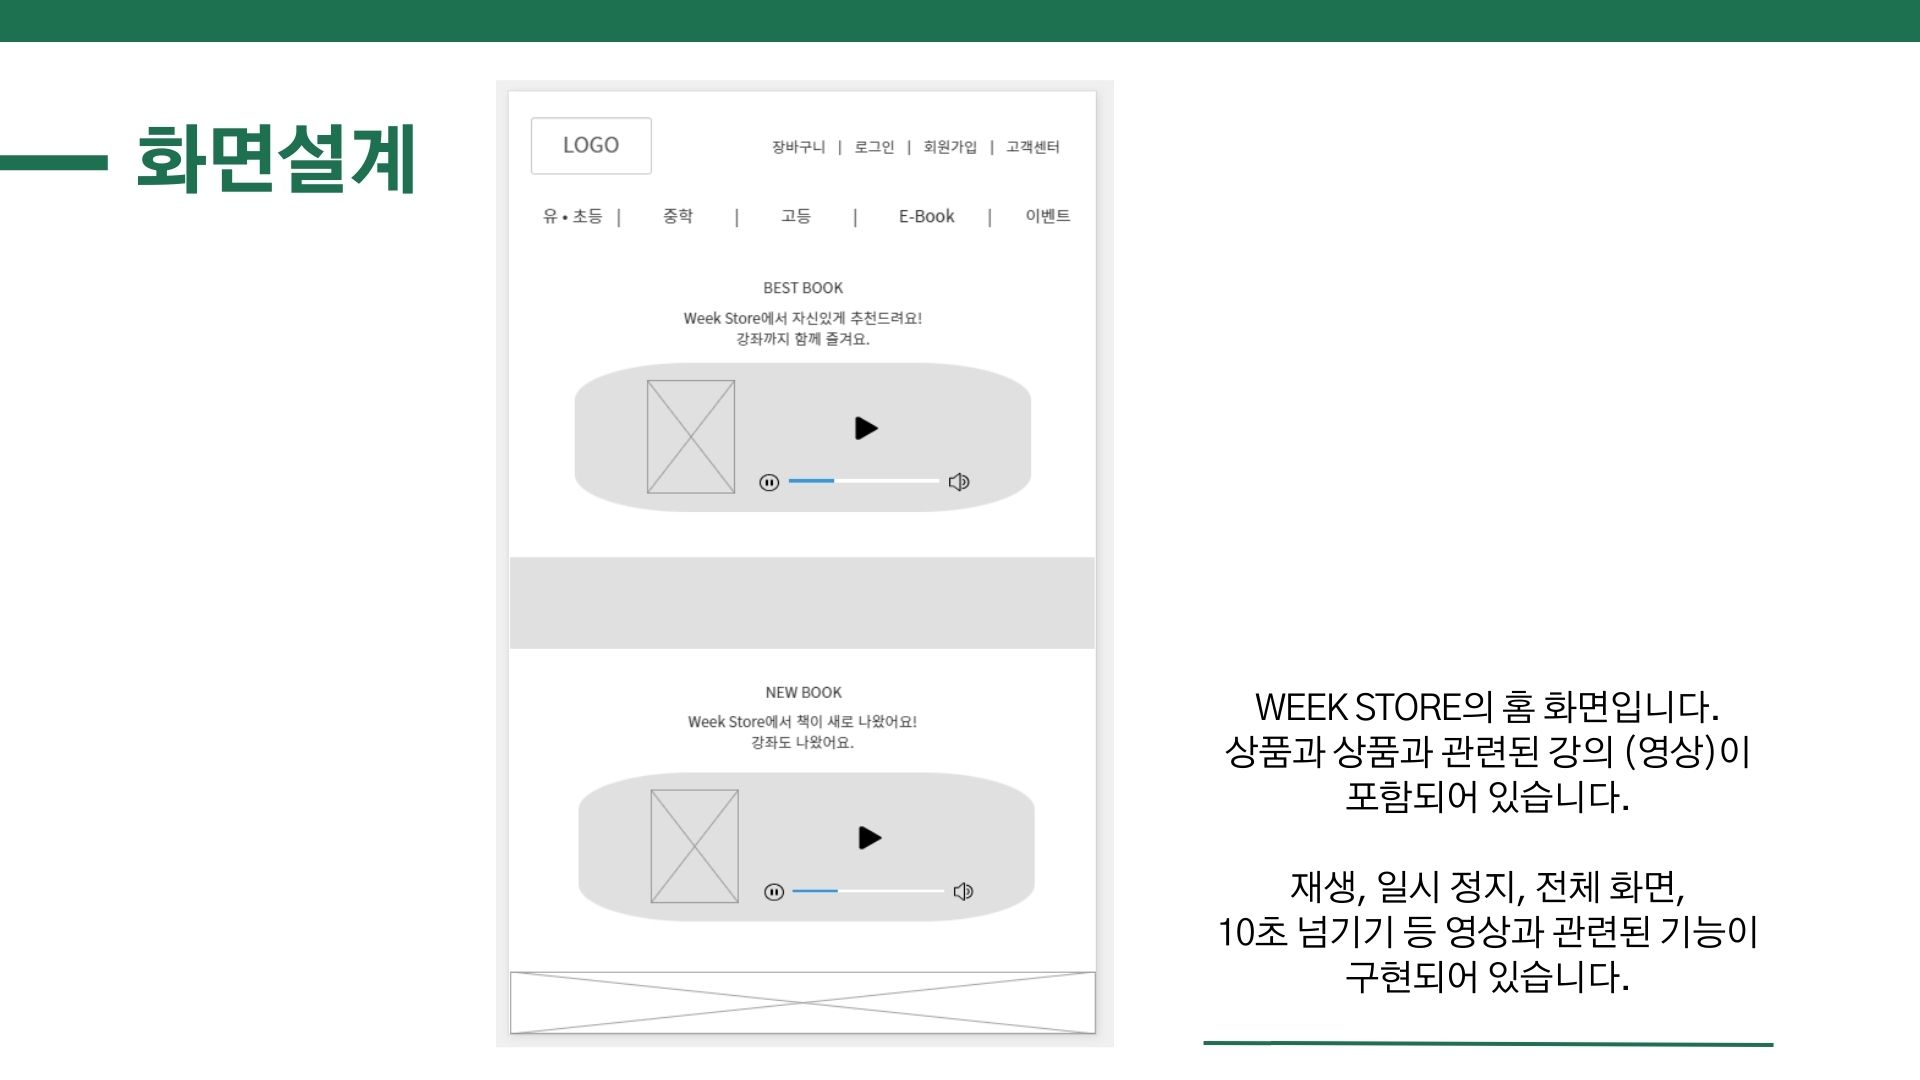 화면설계
LOGO
장바구니 | 로그인 | 회원가입 | 고객센터
유 • 초등 | 중학 | 고등 | E-Book | 이벤트
BEST BOOK
Week Store에서 자신있게 추천드려요!
강좌까지 함께 즐겨요.
NEW BOOK
Week Store에서 책이 새로 나왔어요!
강좌도 나왔어요.
WEEK STORE의 홈 화면입니다.
상품과 상품과 관련된 강의 (영상)이
포함되어 있습니다.
재생, 일시 정지, 전체 화면,
10초 넘기기 등 영상과 관련된 기능이
구현되어 있습니다.